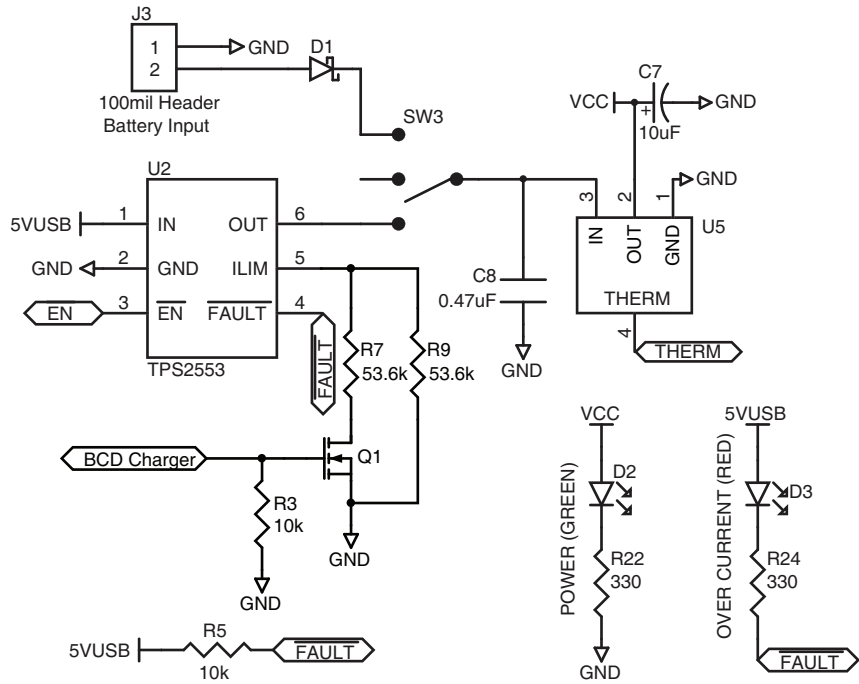 J3
1
2
GND
D1
100mil Header
Battery Input
SW3
C7
VCC
+
10uF
GND
U2
5VUSB
1
IN
OUT
6
GND
2
GND
ILIM
5
EN
3
EN
FAULT
4
TPS2553
FAULT
R7
53.6k
R9
53.6k
C8
0.47uF
GND
3
2
1
GND
IN
OUT
GND
U5
THERM
4
THERM
BCD Charger
Q1
R3
10k
GND
GND
5VUSB
R5
10k
FAULT
VCC
D2
POWER (GREEN)
R22
330
GND
5VUSB
D3
OVER CURRENT (RED)
R24
330
FAULT